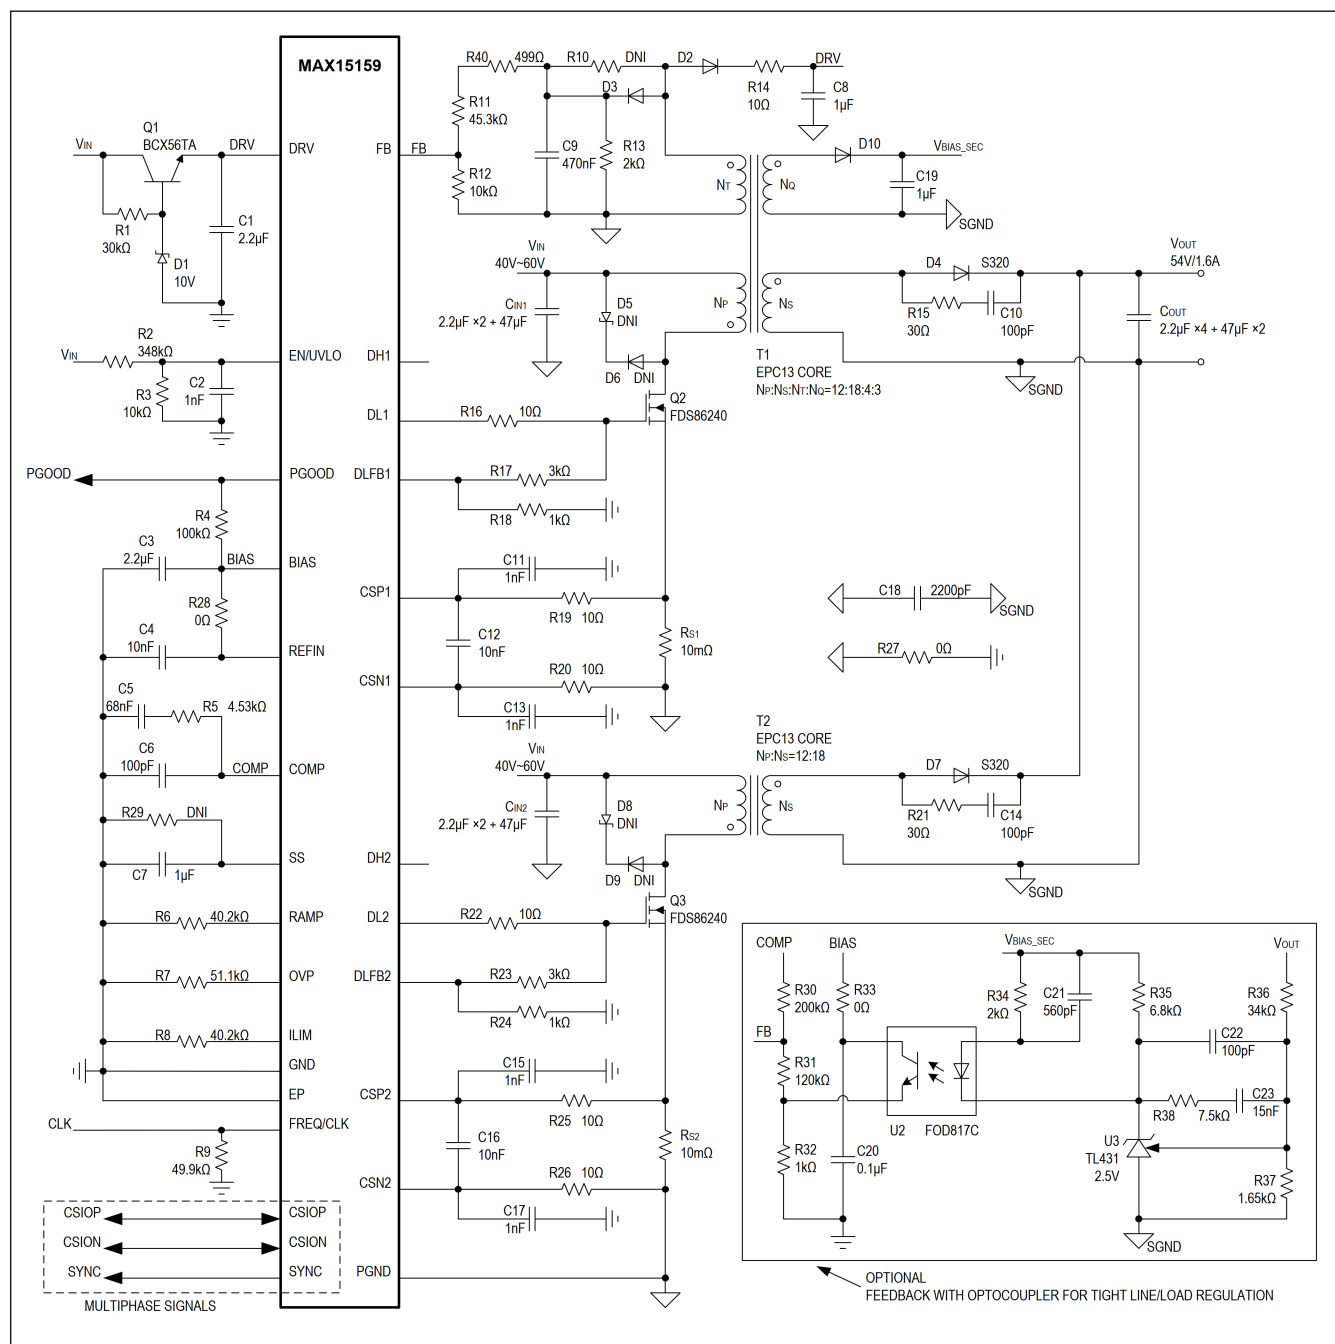 MAX15159
VIN
Q1
BCX56TA
DRV
DRV
R1
30kΩ
D1
10V
C1
2.2µF
VIN
R2
348kΩ
R3
10kΩ
C2
1nF
EN/UVLO
PGOOD
PGOOD
R4
100kΩ
C3
2.2µF
BIAS
BIAS
R28
0Ω
C4
10nF
REFIN
C5
68nF
R5
4.53kΩ
C6
100pF
COMP
COMP
R29
DNI
C7
1µF
SS
R6
40.2kΩ
RAMP
R7
51.1kΩ
OVP
R8
40.2kΩ
ILIM
GND
EP
CLK
FREQ/CLK
R9
49.9kΩ
CSIOP
CSIOP
CSION
CSION
SYNC
SYNC
MULTIPHASE SIGNALS
FB
FB
DH1
DL1
DLFB1
CSP1
CSN1
DH2
DL2
DLFB2
CSP2
CSN2
PGND
R40
499Ω
R10
DNI
D2
DRV
R11
45.3kΩ
D3
R14
10Ω
C8
1µF
R12
10kΩ
C9
470nF
R13
2kΩ
NT
NQ
D10
VBIAS_SEC
C19
1µF
SGND
VIN
40V~60V
CIN1
2.2µF ×2 + 47µF
D5
DNI
D6
DNI
NP
NS
D4
S320
R15
30Ω
C10
100pF
VOUT
54V/1.6A
COUT
2.2µF ×4 + 47µF ×2
SGND
T1
EPC13 CORE
NP:NS:NT:NQ=12:18:4:3
R16
10Ω
Q2
FDS86240
R17
3kΩ
R18
1kΩ
C11
1nF
R19
10Ω
C12
10nF
RS1
10mΩ
R20
10Ω
C13
1nF
C18
2200pF
SGND
R27
0Ω
T2
EPC13 CORE
NP:NS=12:18
VIN
40V~60V
CIN2
2.2µF ×2 + 47µF
D8
DNI
D9
DNI
NP
NS
D7
S320
R21
30Ω
C14
100pF
SGND
R22
10Ω
Q3
FDS86240
R23
3kΩ
R24
1kΩ
C15
1nF
R25
10Ω
C16
10nF
RS2
10mΩ
R26
10Ω
C17
1nF
COMP
BIAS
VBIAS_SEC
VOUT
R30
200kΩ
R33
0Ω
R34
2kΩ
C21
560pF
R35
6.8kΩ
R36
34kΩ
FB
R31
120kΩ
C22
100pF
U2
FOD817C
R38
7.5kΩ
C23
15nF
R32
1kΩ
C20
0.1µF
U3
TL431
2.5V
R37
1.65kΩ
SGND
OPTIONAL
FEEDBACK WITH OPTOCOUPLER FOR TIGHT LINE/LOAD REGULATION